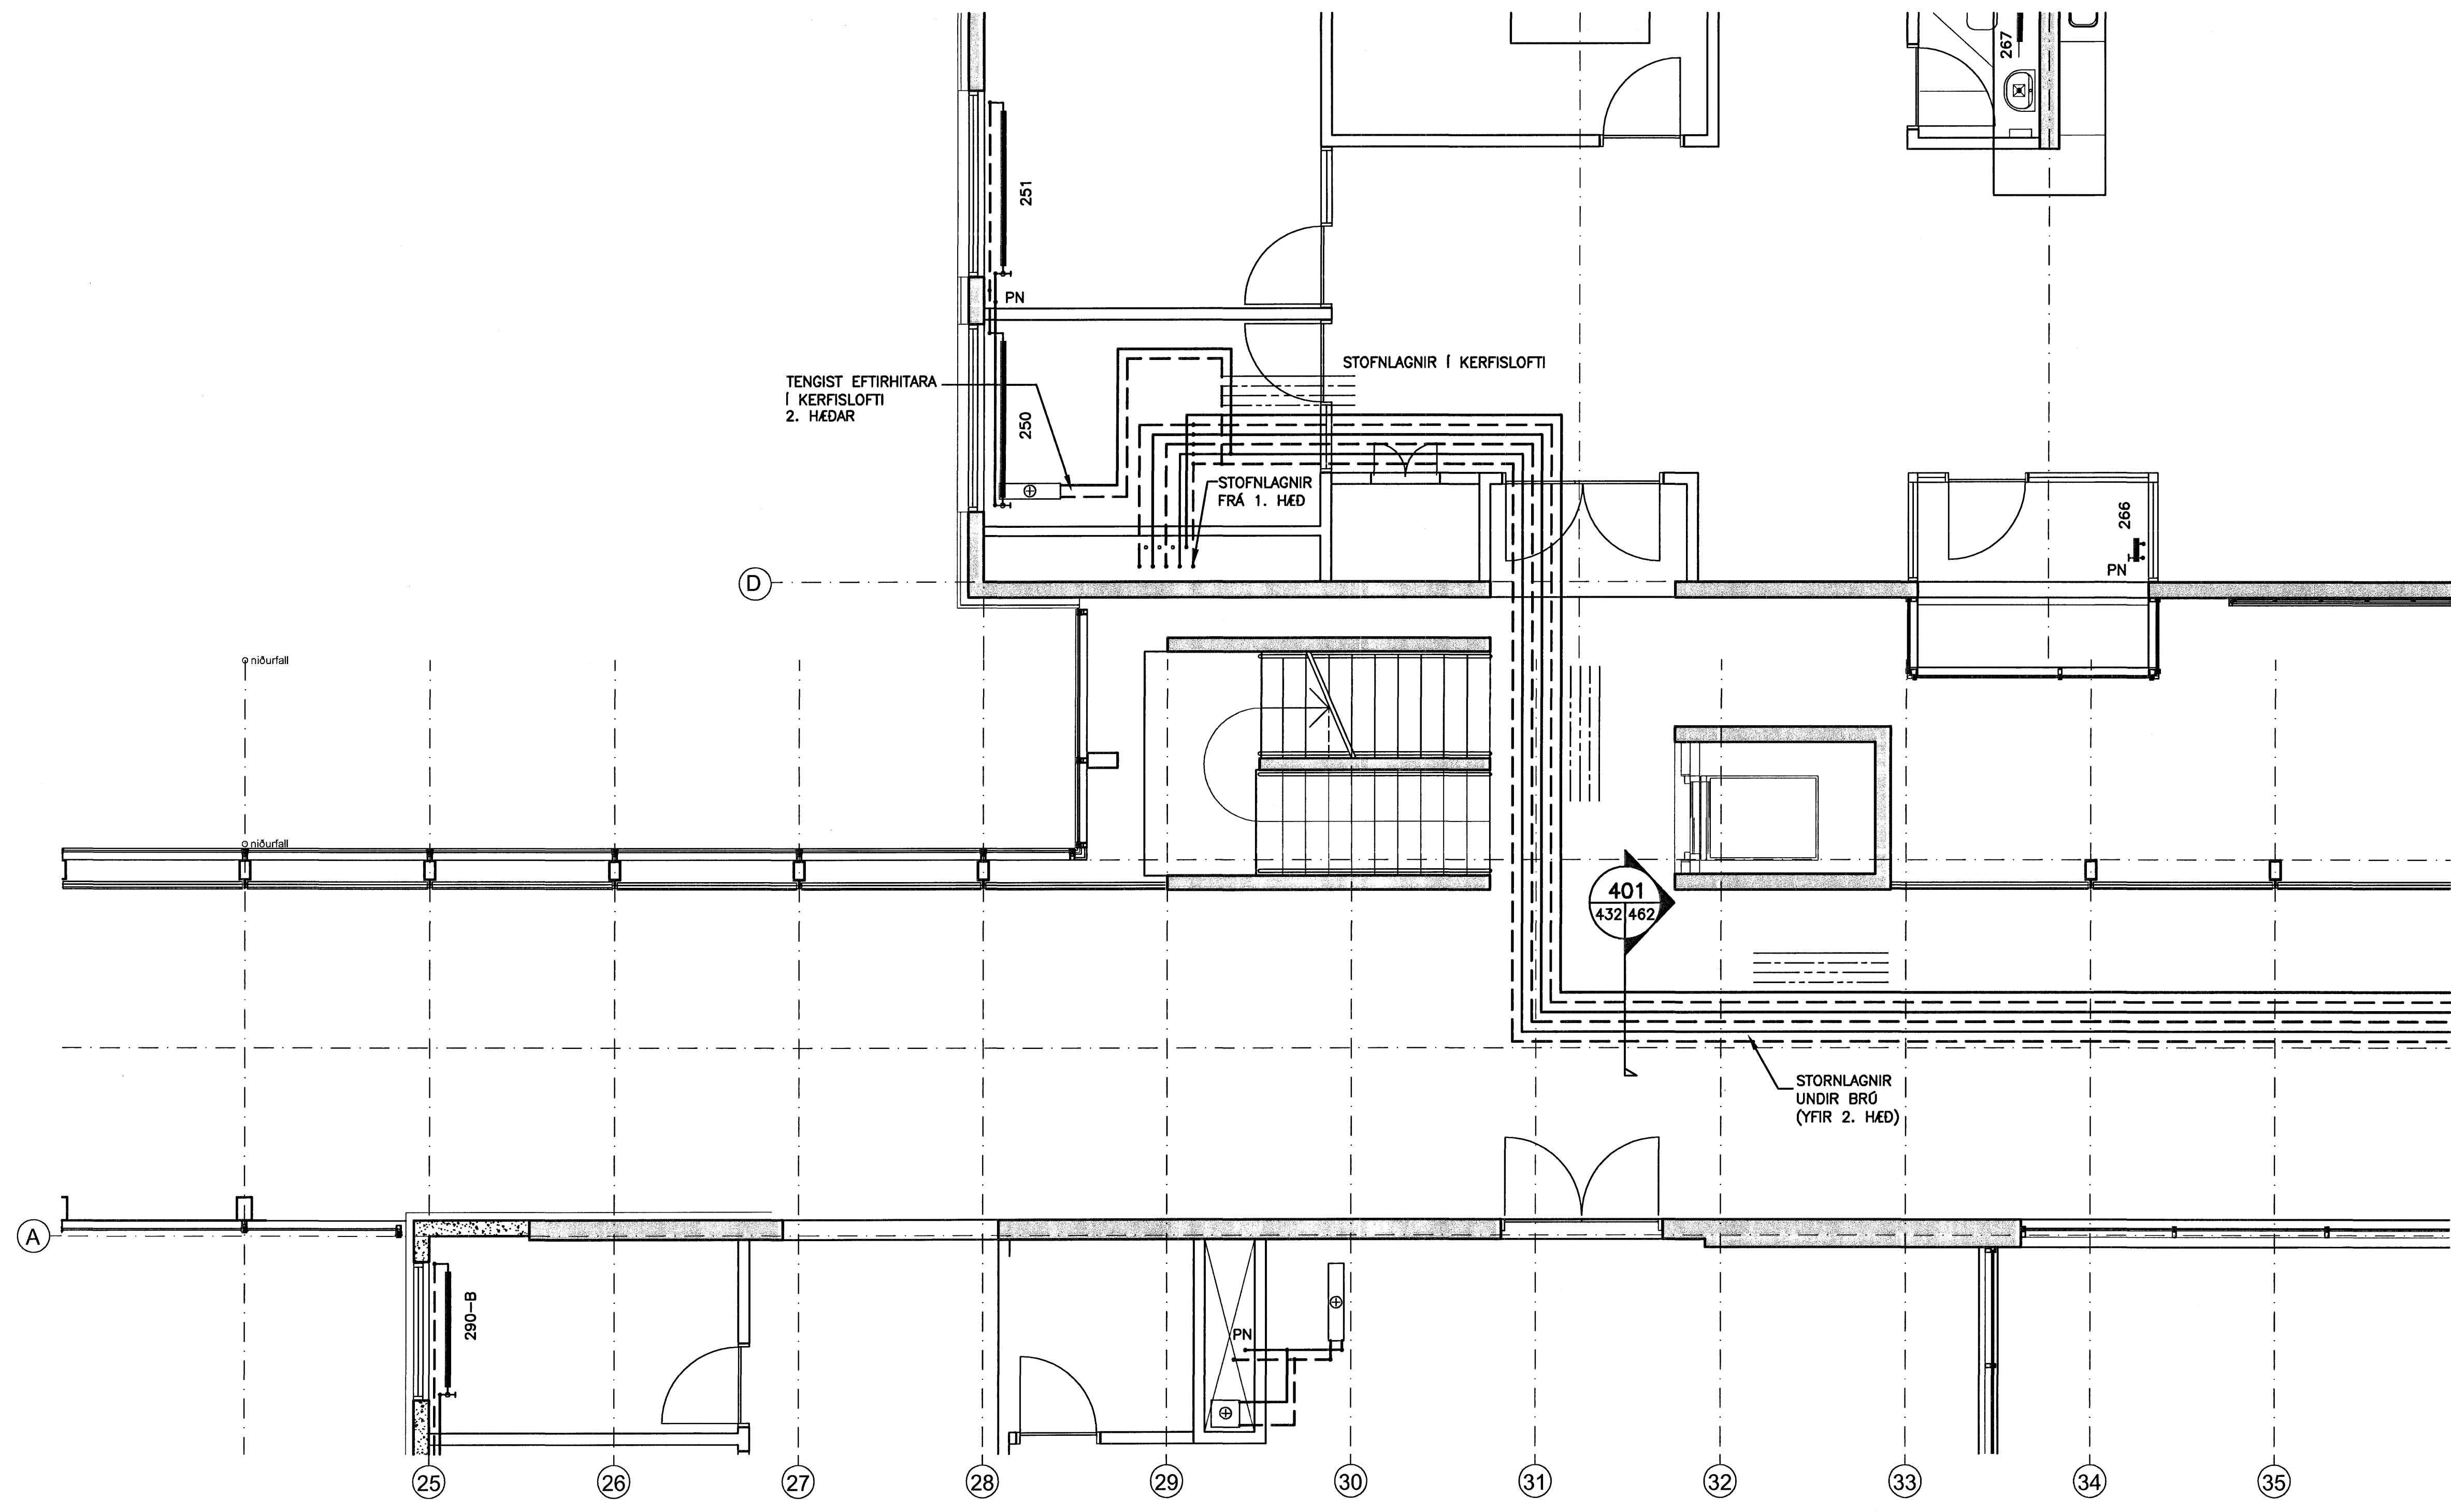 267
251
PN
STOFNLAGNIR Í KERFISLOFTI
TENGIST EFTIRHITARA
Í KERFISLOFTI
2. HÆÐAR
250
STOFNLAGNIR
FRÁ 1. HÆÐ
266
PN
D
niðurfall
niðurfall
401
432 462
STORNLAGNIR
UNDIR BRÚ
(YFIR 2. HÆÐ)
A
290-B
PN
25 26 27 28 29 30 31 32 33 34 35